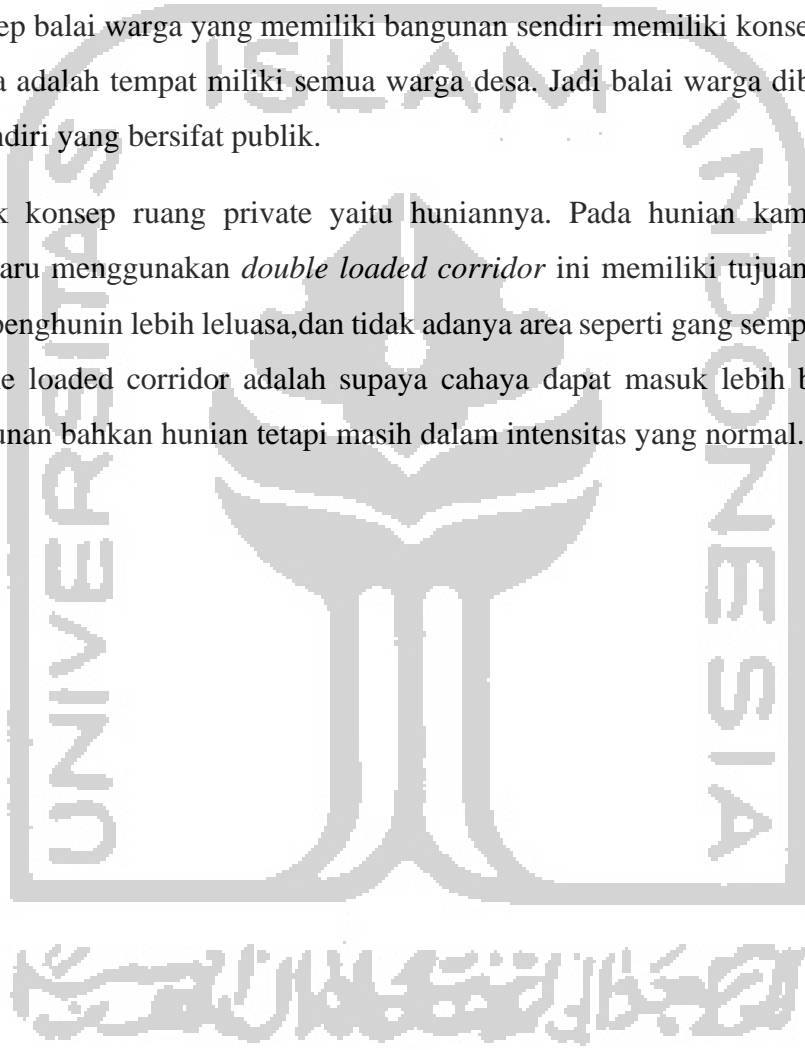 ep balai warga yang memiliki bangunan sendiri memiliki konse
a adalah tempat miliki semua warga desa. Jadi balai warga dib
ndiri yang bersifat publik.
k konsep ruang private yaitu huniannya. Pada hunian kam
aru menggunakan double loaded corridor ini memiliki tujuan
penghunin lebih leluasa,dan tidak adanya area seperti gang semp
e loaded corridor adalah supaya cahaya dapat masuk lebih b
unan bahkan hunian tetapi masih dalam intensitas yang normal.
UNIVERSITAS
ISLAM
INDONESIA